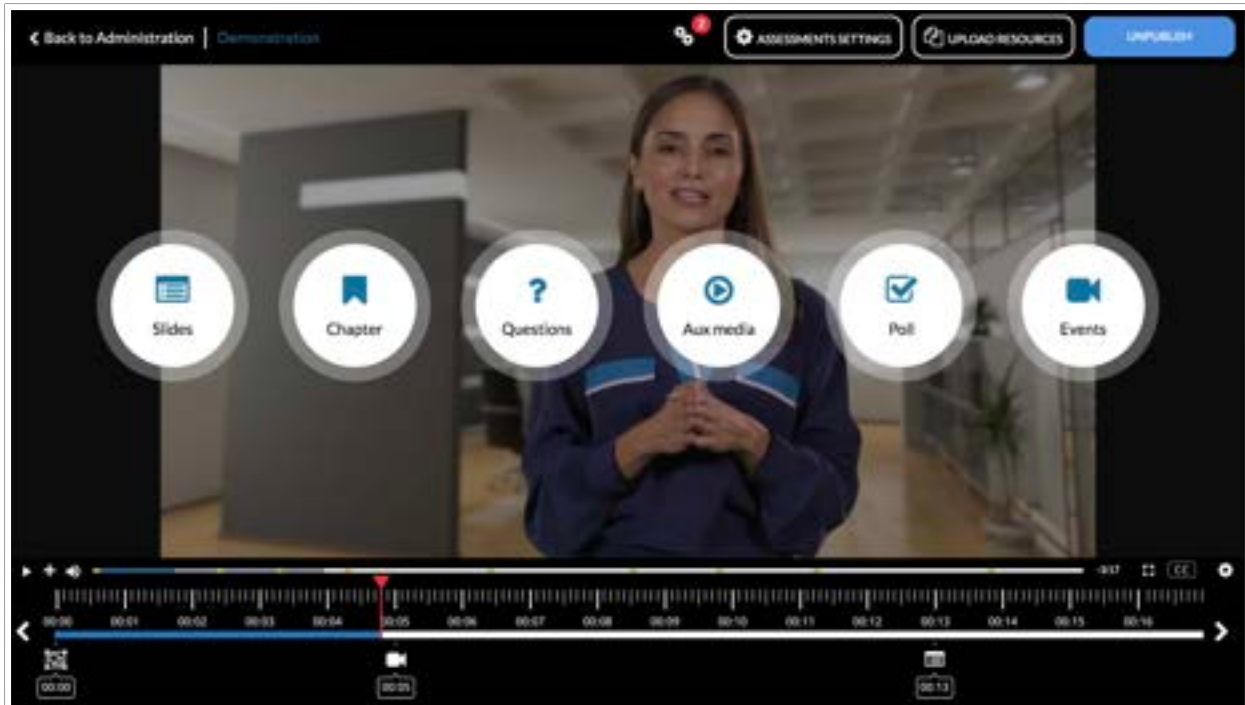 Back to Administration | Demonstration
2
ASSESSMENTS SETTINGS
UPLOAD RESOURCES
UNPUBLISH
Slides
Chapter
Questions
Aux media
Poll
Events
CC
00:00 00:01 00:02 00:03 00:04 00:05 00:06 00:07 00:08 00:09 00:10 00:11 00:12 00:13 00:14 00:15 00:16
00:00
00:05
00:13